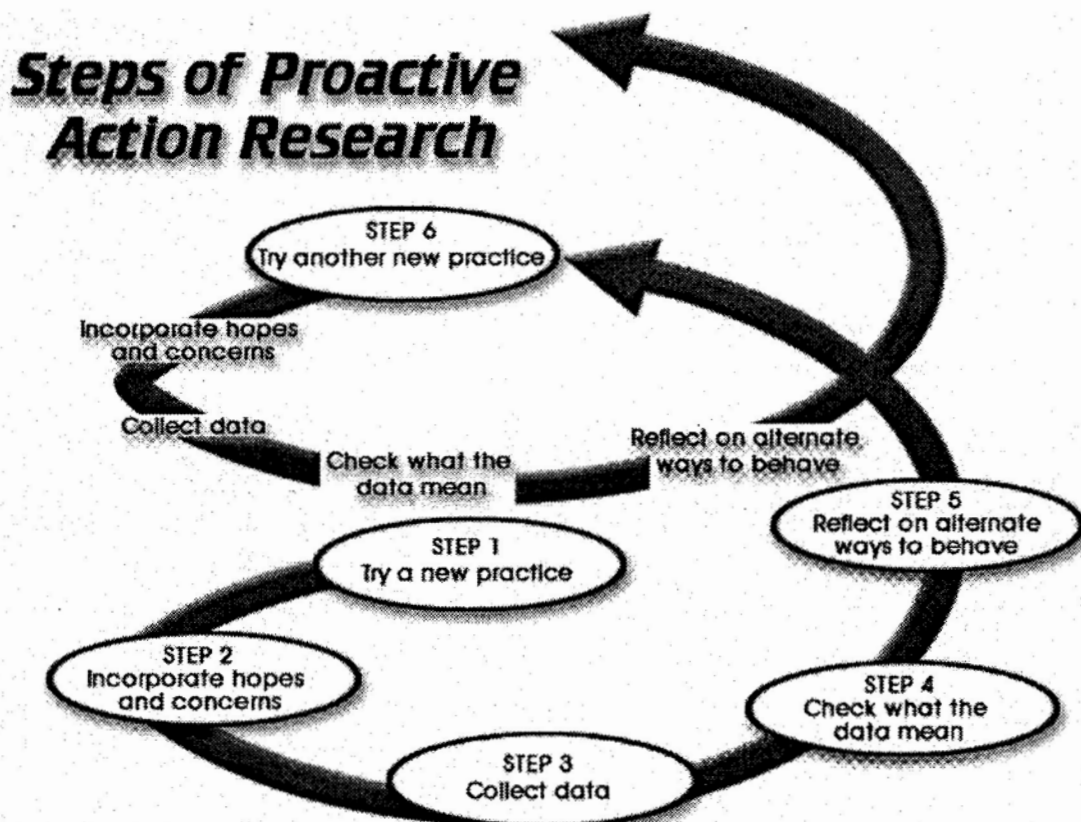 Steps of Proactive
Action Research
STEP 6
Try another new practice
Incorporate hopes
and concerns
Collect data
Check what the
data mean
Reflect on alternate
ways to behave
STEP 5
Reflect on alternate
ways to behave
STEP 1
Try a new practice
STEP 2
Incorporate hopes
and concerns
STEP 3
Collect data
STEP 4
Check what the
data mean